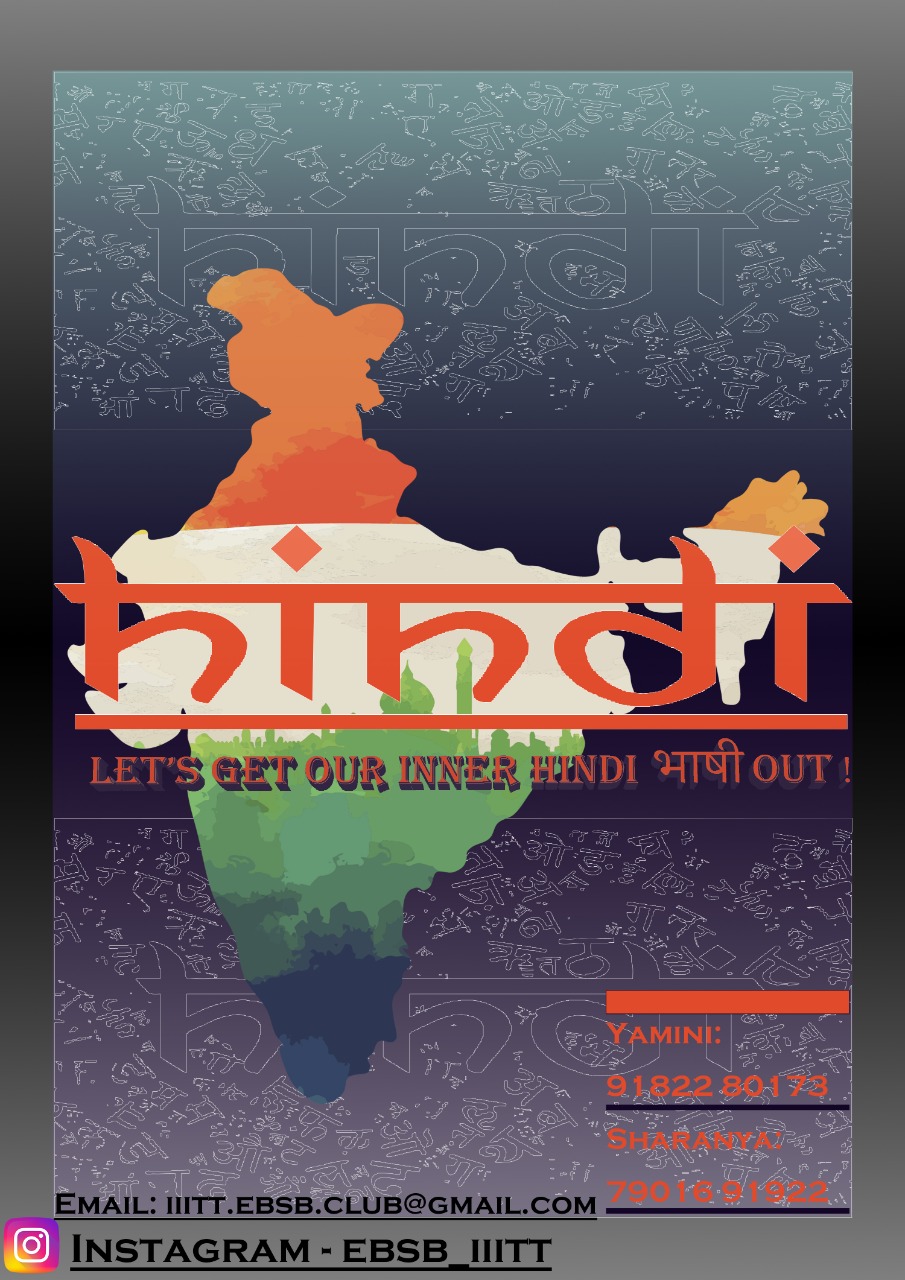 hindi
LET'S GET OUR INNER HINDI भाषी OUT !
YAMINI:
91822 80173
SHARANYA:
79016 91922
EMAIL: IIITT.EBSB.CLUB@GMAIL.COM
INSTAGRAM - EBSB_IIITT